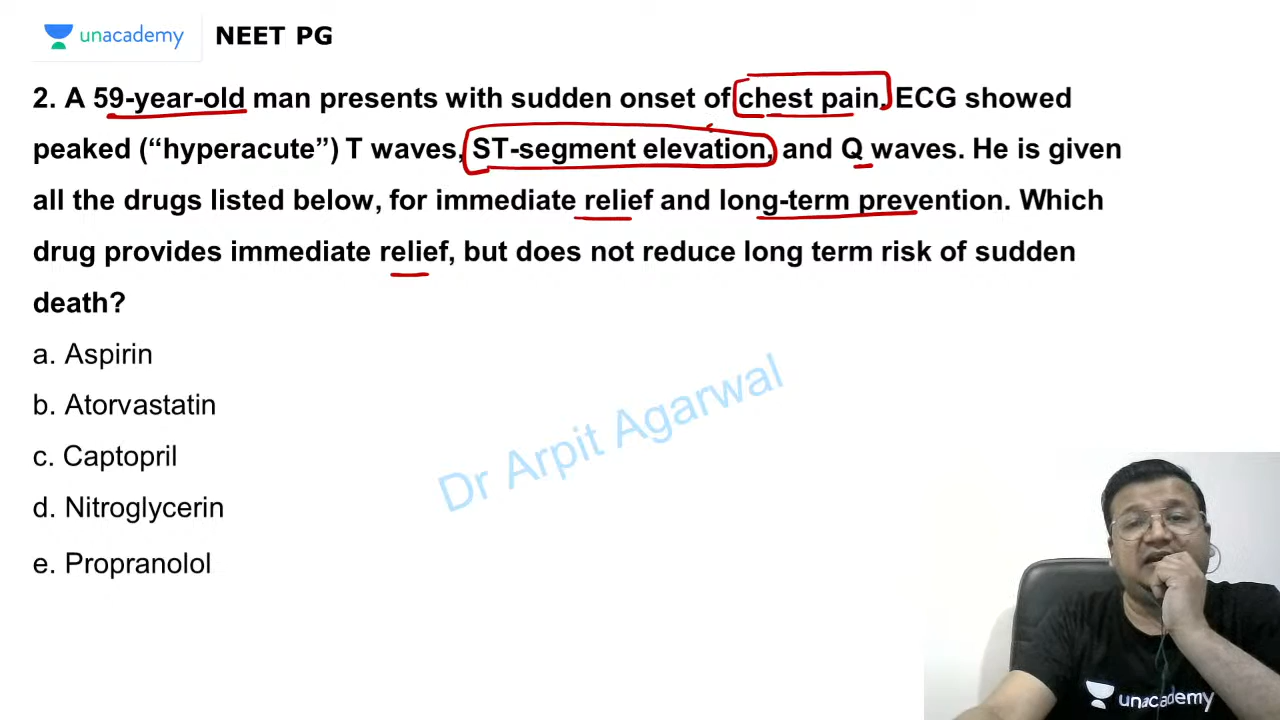 unacademy NEET PG
2. A 59-year-old man presents with sudden onset of chest pain. ECG showed
peaked (“hyperacute”) T waves, ST-segment elevation, and Q waves. He is given
all the drugs listed below, for immediate relief and long-term prevention. Which
drug provides immediate relief, but does not reduce long term risk of sudden
death?
a. Aspirin
b. Atorvastatin
c. Captopril
d. Nitroglycerin
e. Propranolol
Dr Arpit Agarwal
unacademy